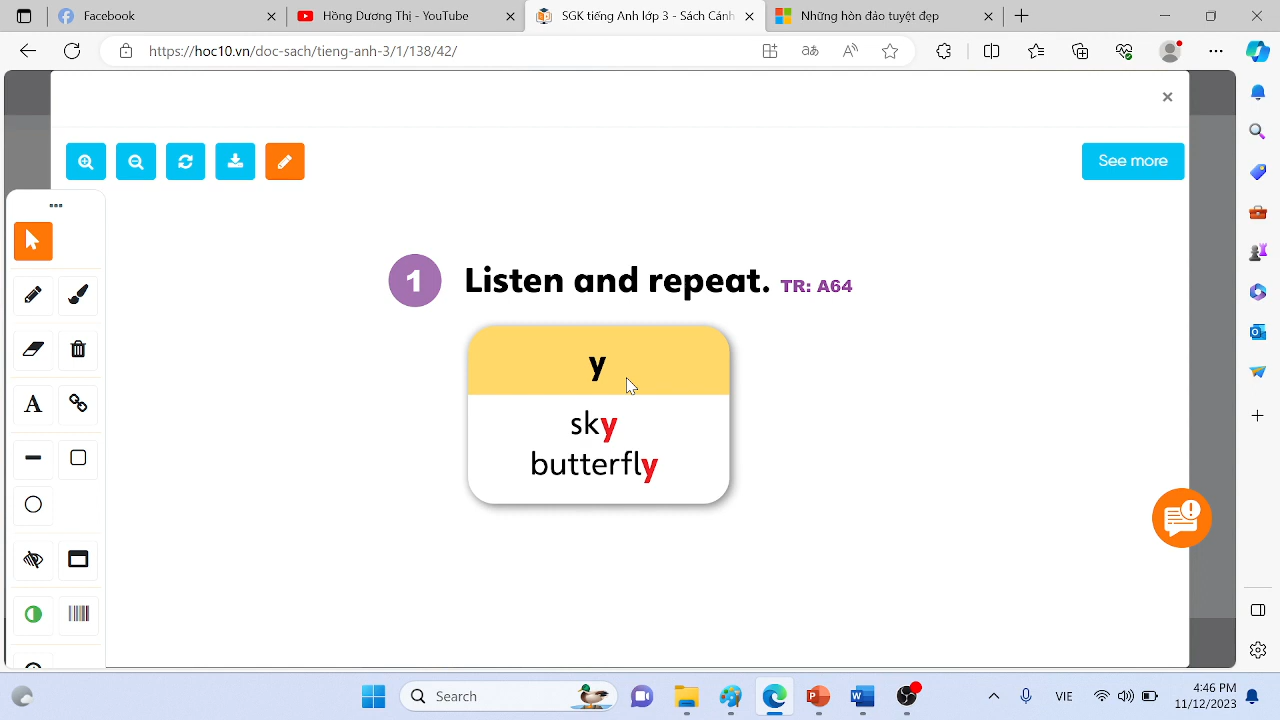 Facebook
Hồng Dương Thị - YouTube
SGK tiếng Anh lớp 3 - Sách Cánh
Những hòn đảo tuyệt đẹp
https://hoc10.vn/doc-sach/tieng-anh-3/1/138/42/
See more
1 Listen and repeat. TR: A64
y
sky
butterfly
A
Search
VIE
4:46 PM
11/12/2023